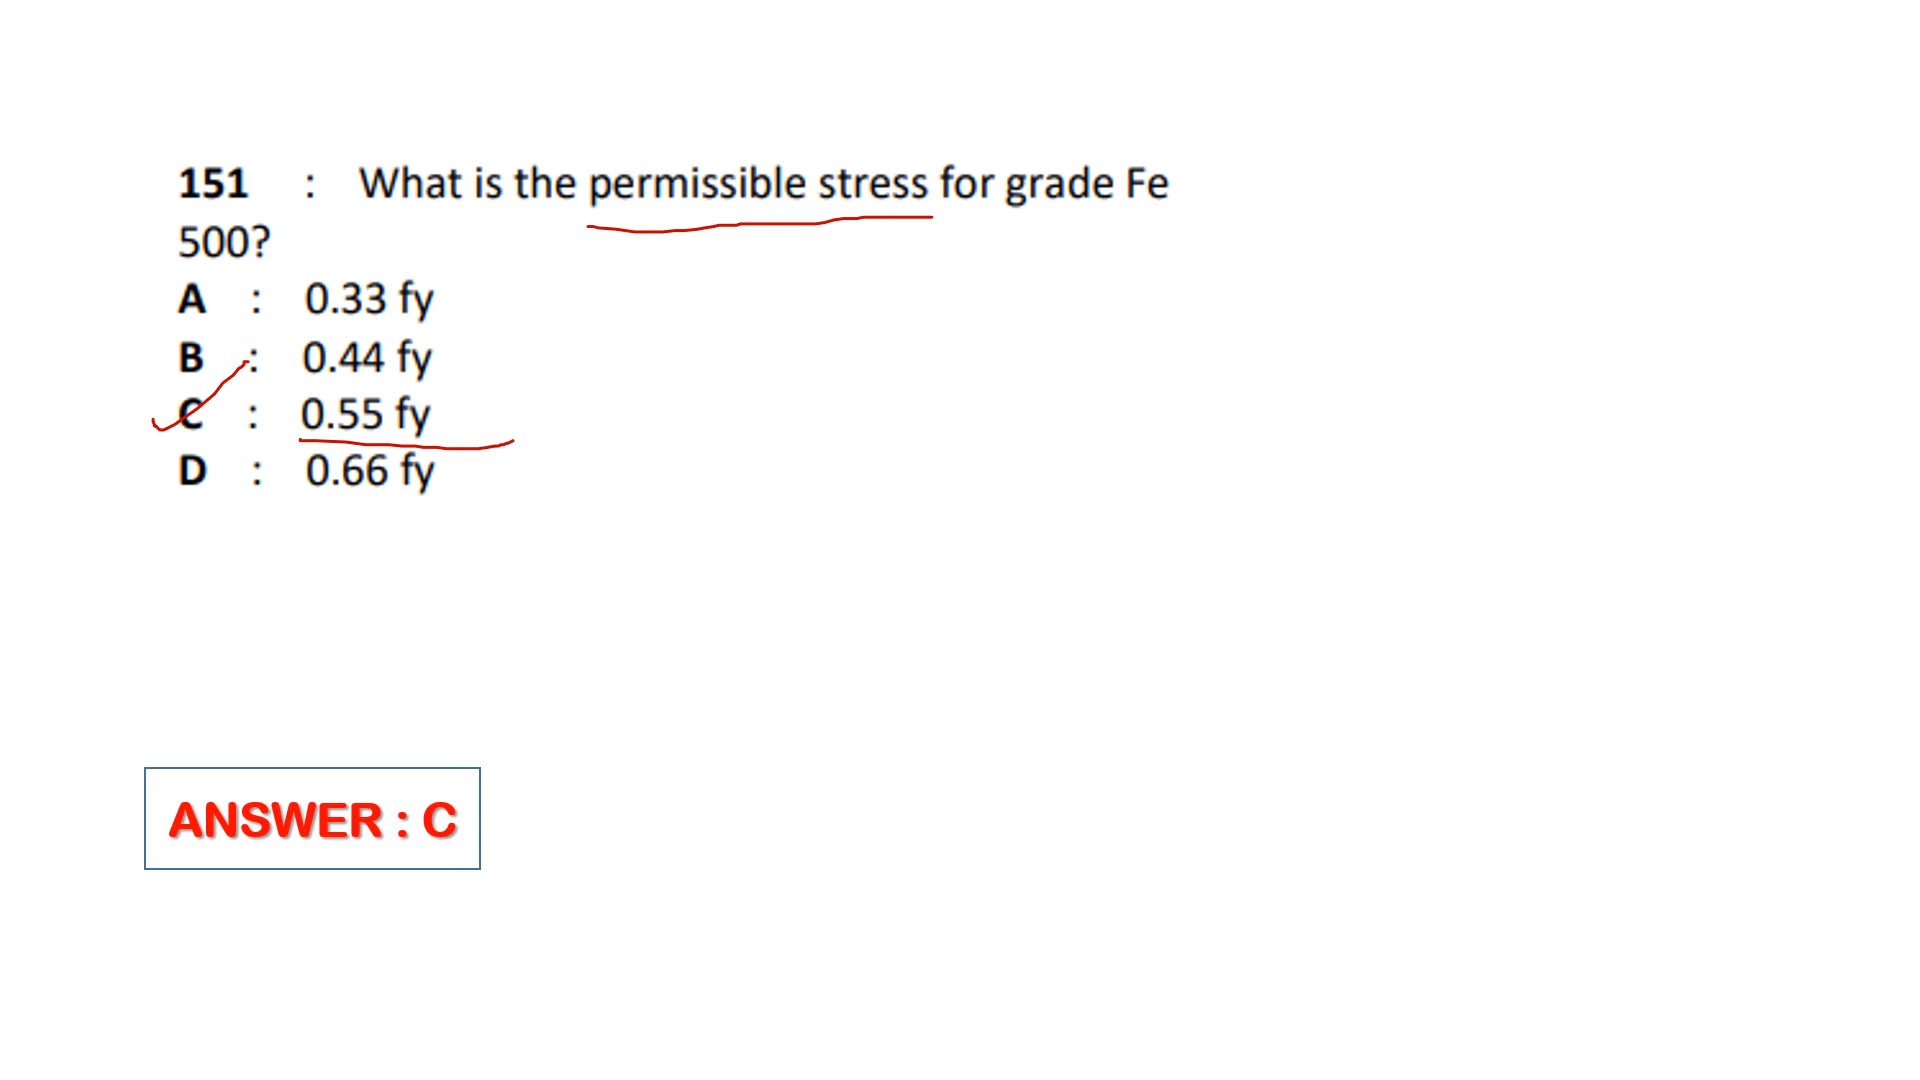 151 : What is the permissible stress for grade Fe
500?
A : 0.33 fy
B : 0.44 fy
C : 0.55 fy
D : 0.66 fy
ANSWER : C